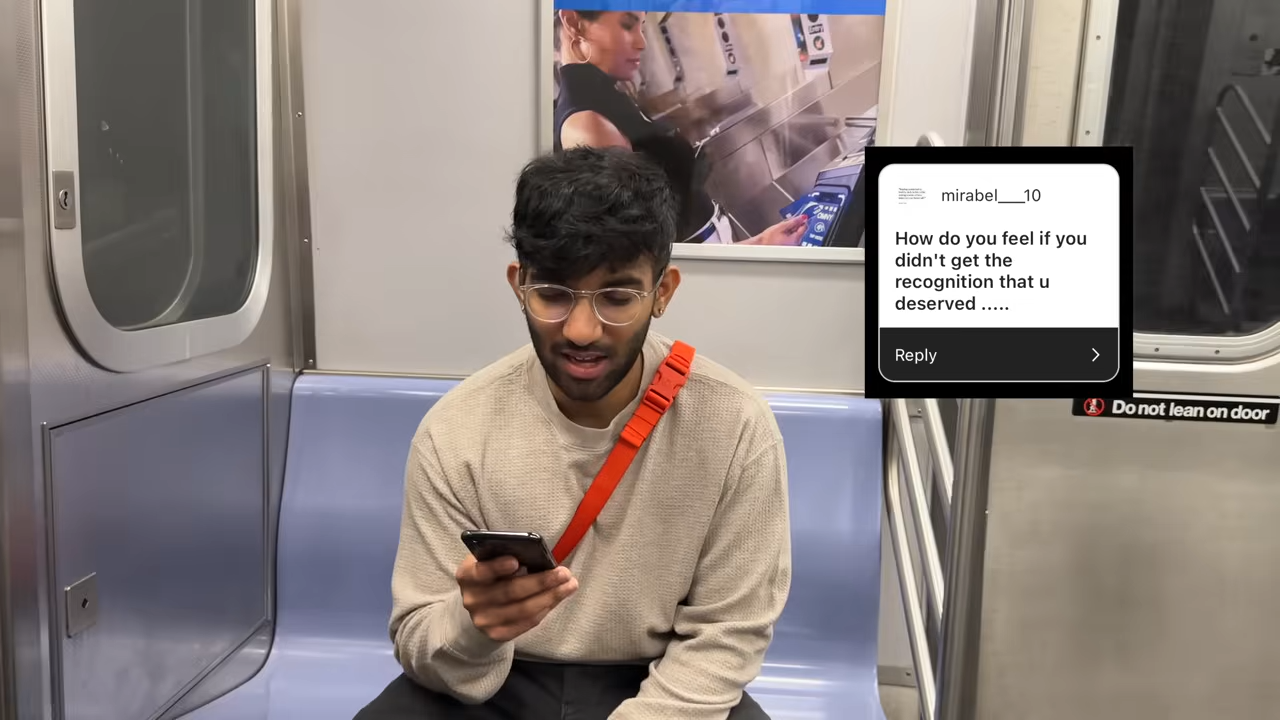 OMNY
mirabel___10
How do you feel if you
didn't get the
recognition that u
deserved .....
Reply
Do not lean on door